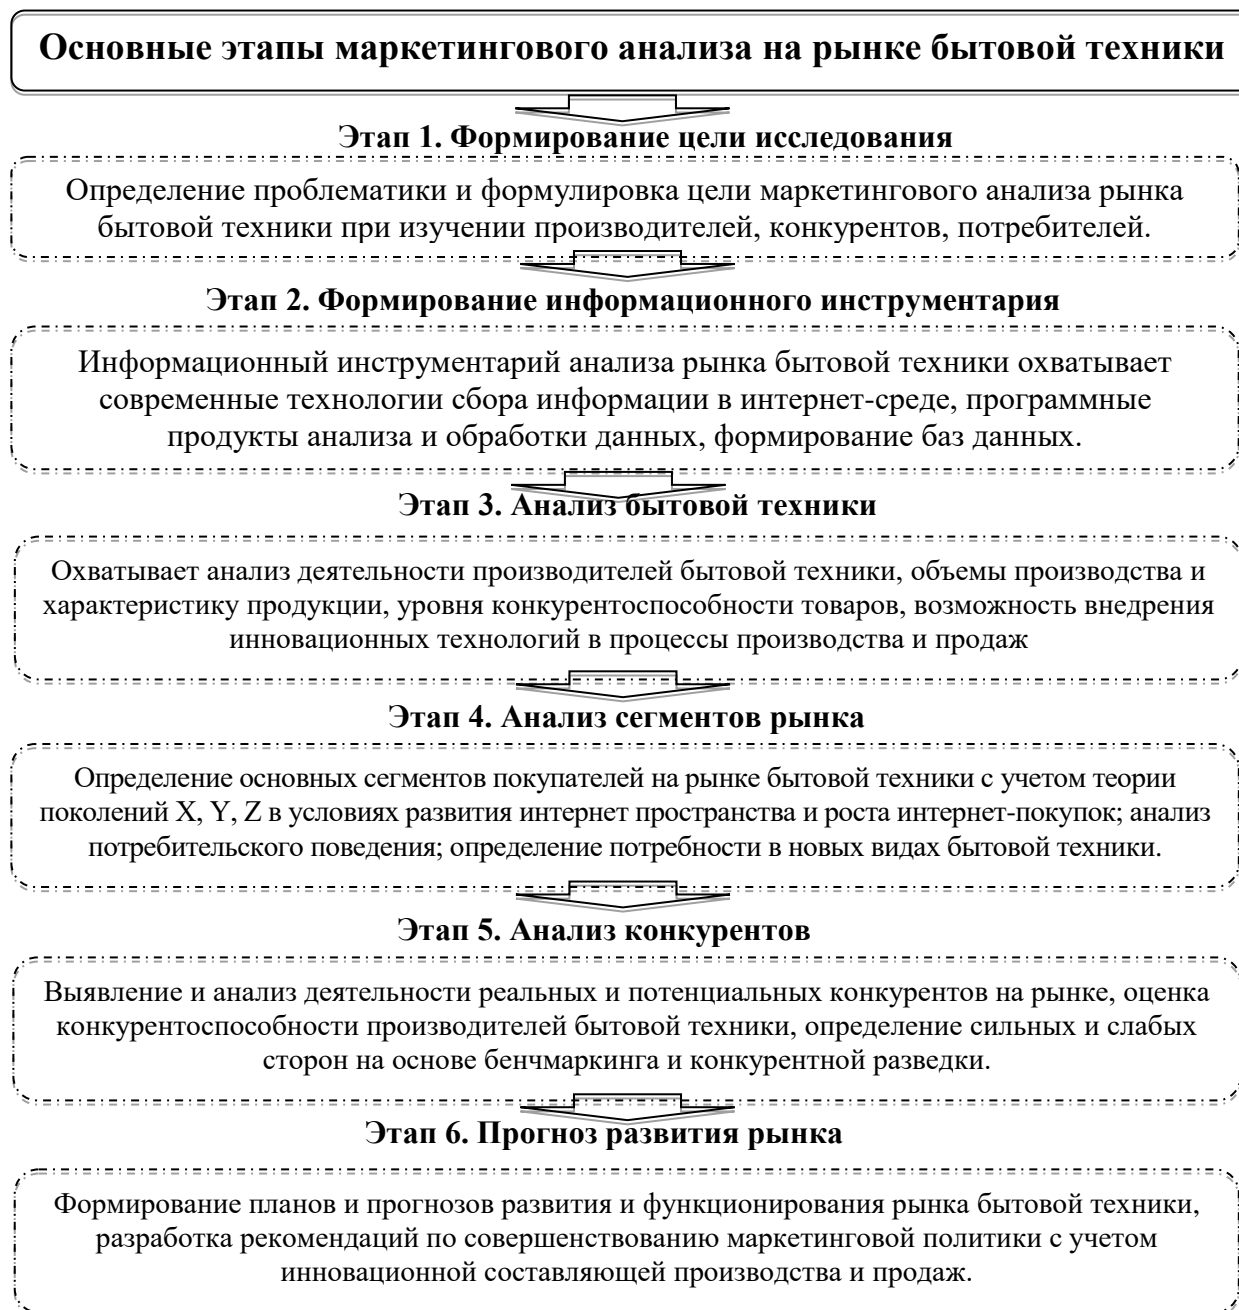 Основные этапы маркетингового анализа на рынке бытовой техники
Этап 1. Формирование цели исследования
Определение проблематики и формулировка цели маркетингового анализа рынка
бытовой техники при изучении производителей, конкурентов, потребителей.
Этап 2. Формирование информационного инструментария
Информационный инструментарий анализа рынка бытовой техники охватывает
современные технологии сбора информации в интернет-среде, программные
продукты анализа и обработки данных, формирование баз данных.
Этап 3. Анализ бытовой техники
Охватывает анализ деятельности производителей бытовой техники, объемы производства и
характеристику продукции, уровня конкурентоспособности товаров, возможность внедрения
инновационных технологий в процессы производства и продаж
Этап 4. Анализ сегментов рынка
Определение основных сегментов покупателей на рынке бытовой техники с учетом теории
поколений X, Y, Z в условиях развития интернет пространства и роста интернет-покупок; анализ
потребительского поведения; определение потребности в новых видах бытовой техники.
Этап 5. Анализ конкурентов
Выявление и анализ деятельности реальных и потенциальных конкурентов на рынке, оценка
конкурентоспособности производителей бытовой техники, определение сильных и слабых
сторон на основе бенчмаркинга и конкурентной разведки.
Этап 6. Прогноз развития рынка
Формирование планов и прогнозов развития и функционирования рынка бытовой техники,
разработка рекомендаций по совершенствованию маркетинговой политики с учетом
инновационной составляющей производства и продаж.